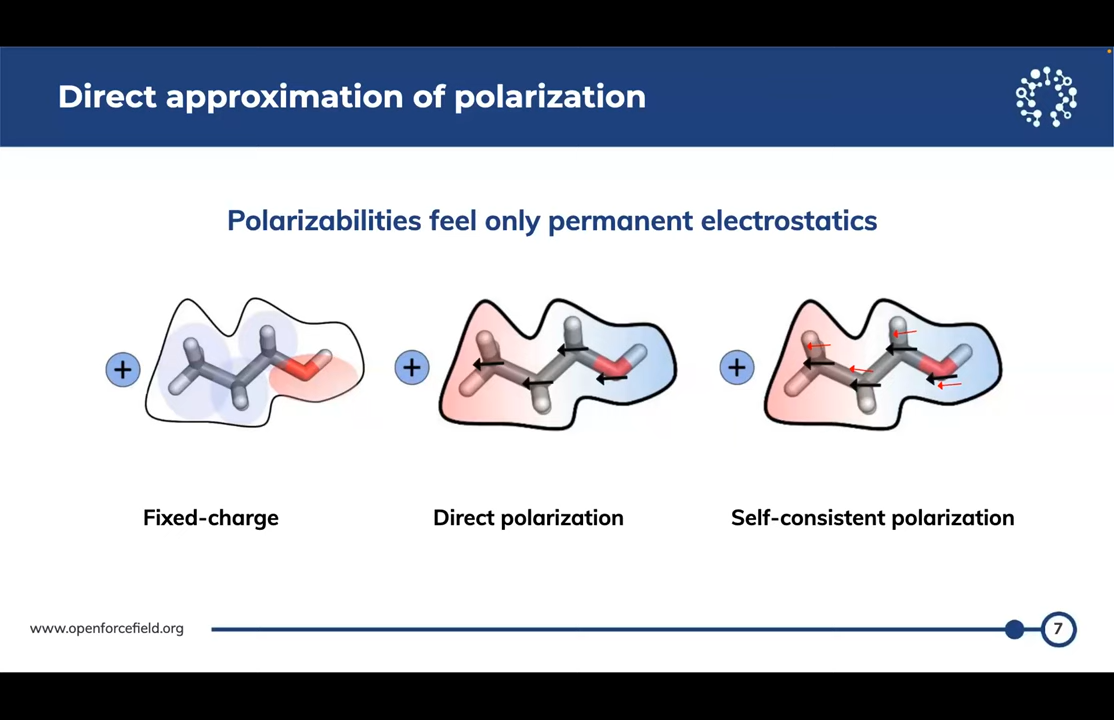 Direct approximation of polarization
Polarizabilities feel only permanent electrostatics
+
+
+
Fixed-charge
Direct polarization
Self-consistent polarization
www.openforcefield.org
7